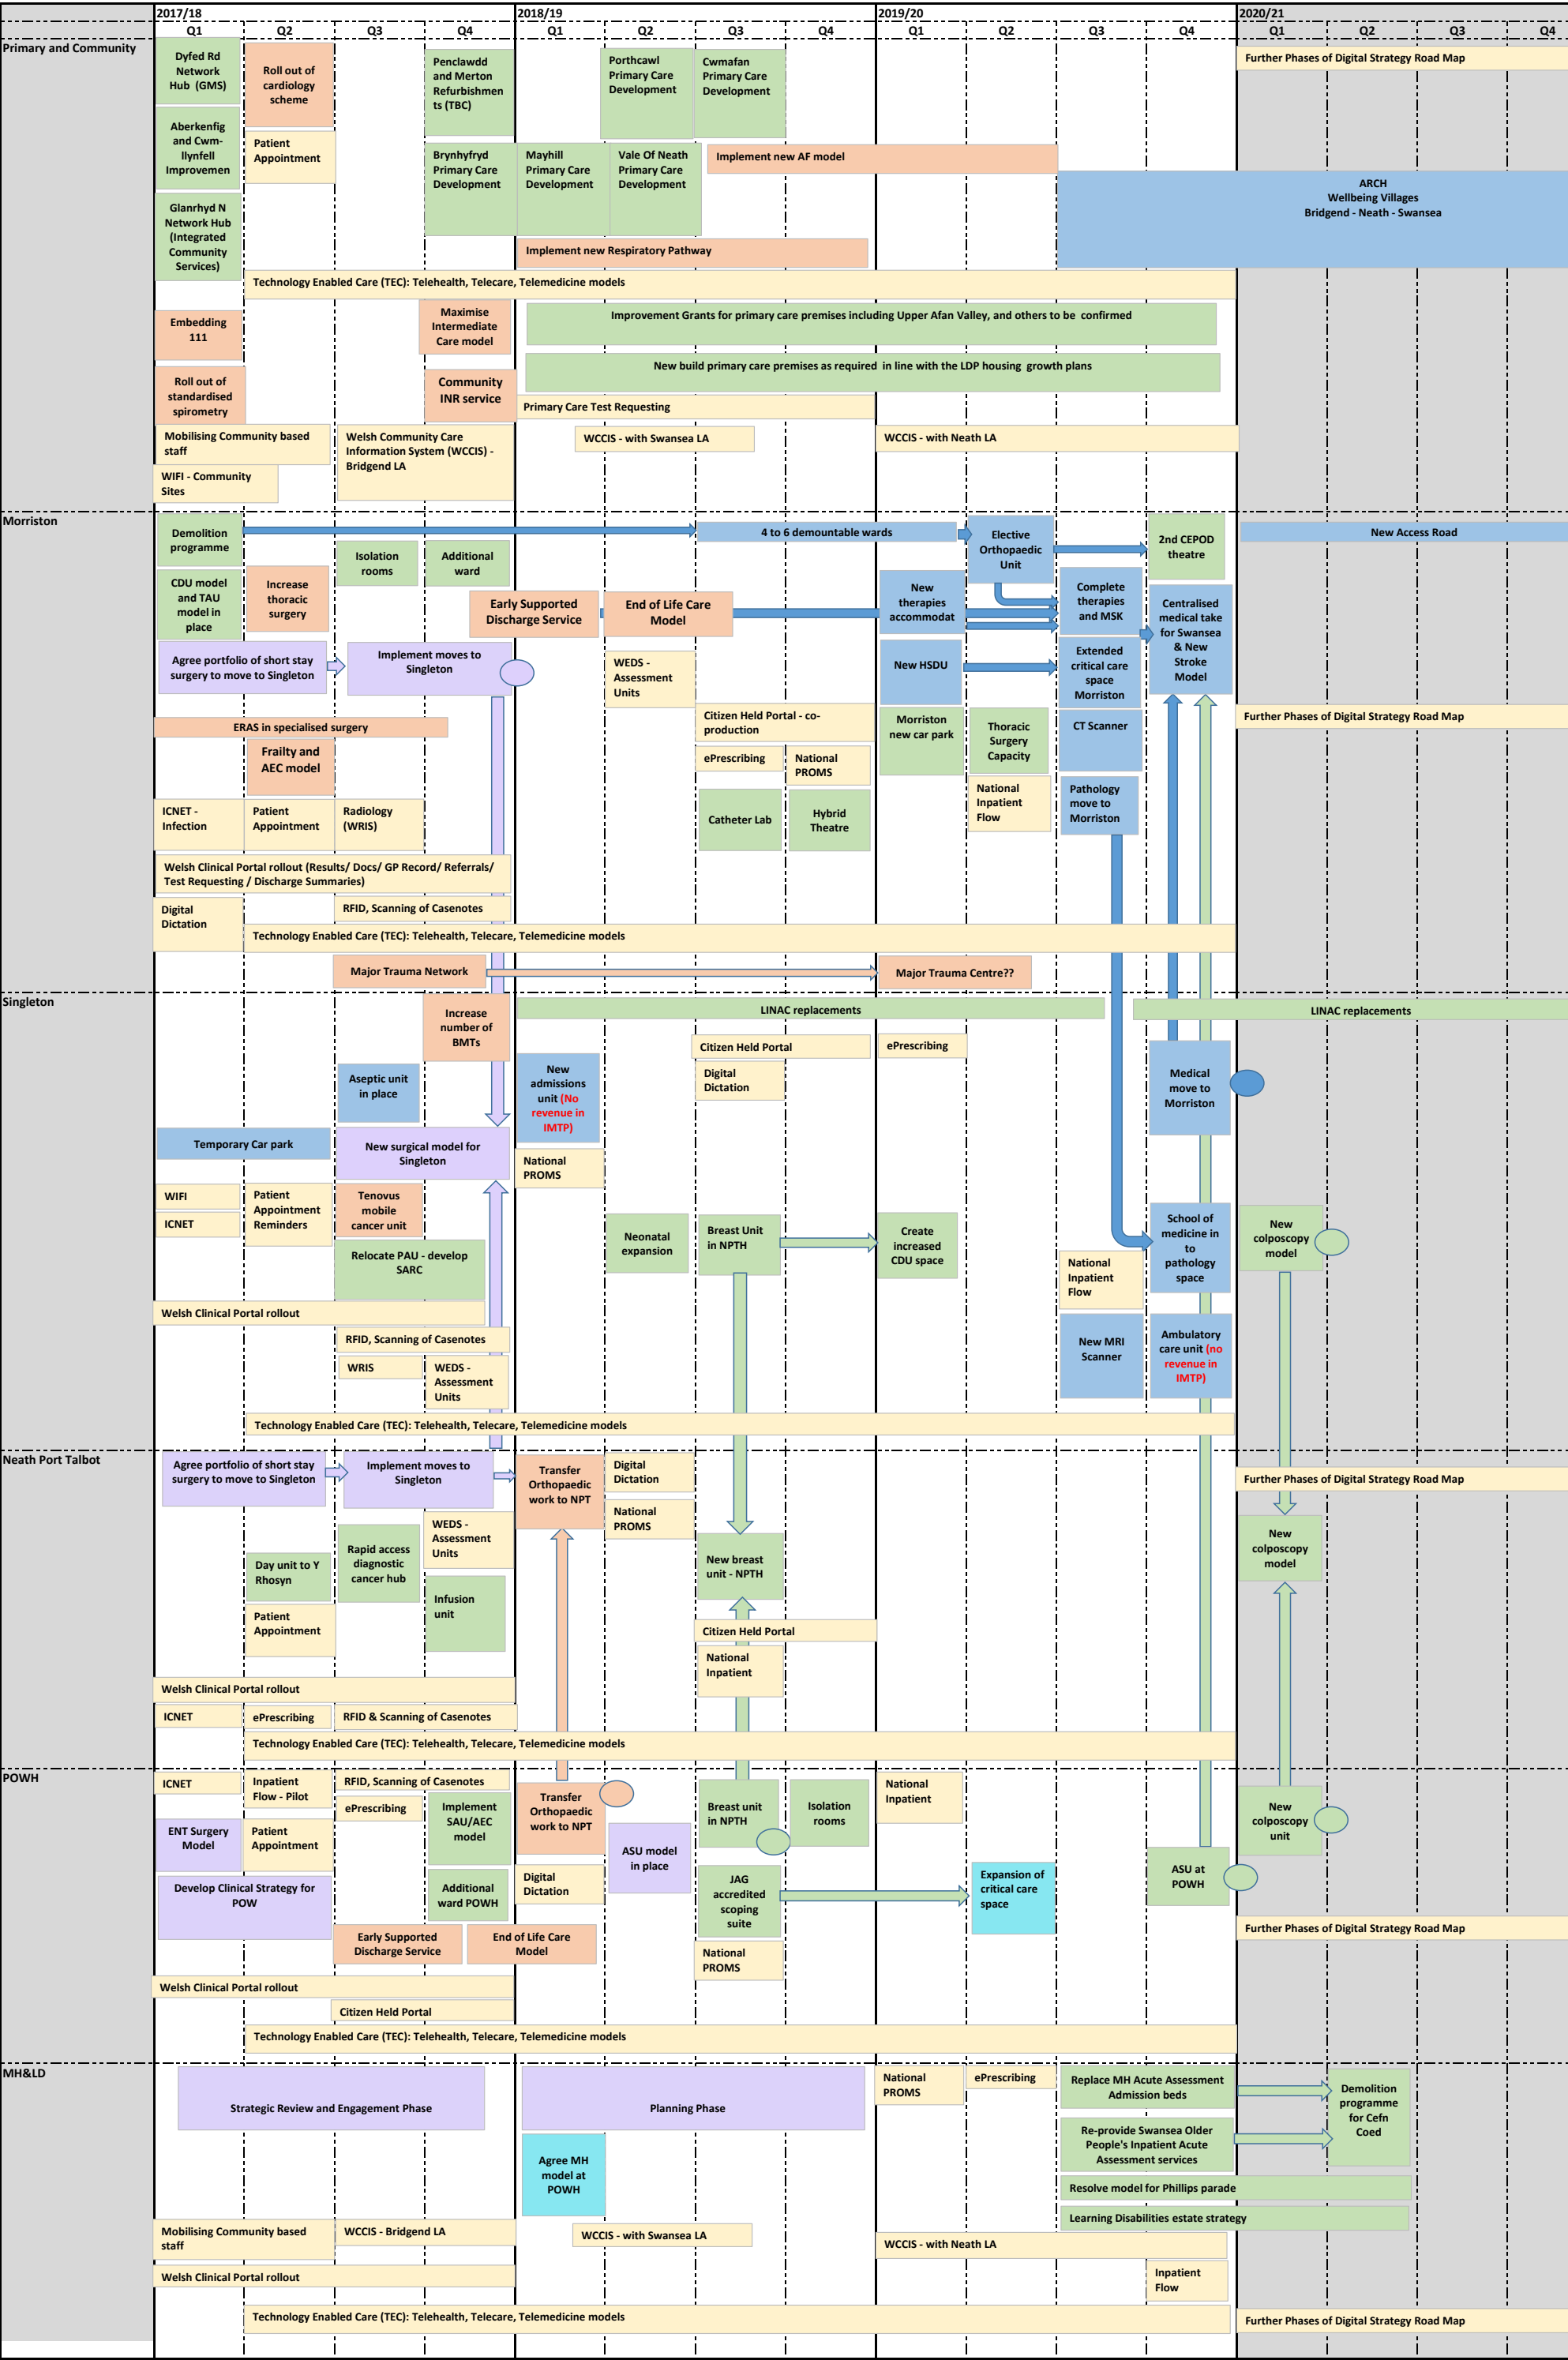 2017/18
2018/19
2019/20
2020/21
Q1
Q2
Q3
Q4
Q1
Q2
Q3
Q4
Q1
Q2
Q3
Q4
Q1
Q2
Q3
Q4
Primary and Community
Dyfed Rd
Network
Hub (GMS)
Roll out of
cardiology
scheme
Penclawdd
and Merton
Refurbishmen
ts (TBC)
Porthcawl
Primary Care
Development
Cwmafan
Primary Care
Development
Further Phases of Digital Strategy Road Map
Aberkenfig
and Cwm-
llynfell
Improvemen
Patient
Appointment
Brynhyfryd
Primary Care
Development
Mayhill
Primary Care
Development
Vale Of Neath
Primary Care
Development
Implement new AF model
ARCH
Wellbeing Villages
Bridgend - Neath - Swansea
Glanrhyd N
Network Hub
(Integrated
Community
Services)
Implement new Respiratory Pathway
Technology Enabled Care (TEC): Telehealth, Telecare, Telemedicine models
Embedding
111
Maximise
Intermediate
Care model
Improvement Grants for primary care premises including Upper Afan Valley, and others to be confirmed
Roll out of
standardised
spirometry
Community
INR service
New build primary care premises as required in line with the LDP housing growth plans
Primary Care Test Requesting
Mobilising Community based
staff
Welsh Community Care
Information System (WCCIS) -
Bridgend LA
WCCIS - with Swansea LA
WCCIS - with Neath LA
WIFI - Community
Sites
Morriston
Demolition
programme
Isolation
rooms
Additional
ward
4 to 6 demountable wards
Elective
Orthopaedic
Unit
2nd CEPOD
theatre
New Access Road
CDU model
and TAU
model in
place
Increase
thoracic
surgery
Early Supported
Discharge Service
End of Life Care
Model
New
therapies
accommodat
Complete
therapies
and MSK
Centralised
medical take
for Swansea
& New
Stroke
Model
Agree portfolio of short stay
surgery to move to Singleton
Implement moves to
Singleton
WEDS -
Assessment
Units
New HSDU
Extended
critical care
space
Morriston
ERAS in specialised surgery
Citizen Held Portal - co-
production
Morriston
new car park
Thoracic
Surgery
Capacity
CT Scanner
Further Phases of Digital Strategy Road Map
Frailty and
AEC model
ePrescribing
National
PROMS
ICNET -
Infection
Patient
Appointment
Radiology
(WRIS)
Catheter Lab
Hybrid
Theatre
National
Inpatient
Flow
Pathology
move to
Morriston
Welsh Clinical Portal rollout (Results/ Docs/ GP Record/ Referrals/
Test Requesting / Discharge Summaries)
Digital
Dictation
RFID, Scanning of Casenotes
Technology Enabled Care (TEC): Telehealth, Telecare, Telemedicine models
Major Trauma Network
Major Trauma Centre??
Singleton
Increase
number of
BMTs
LINAC replacements
LINAC replacements
Citizen Held Portal
ePrescribing
Aseptic unit
in place
New
admissions
unit (No
revenue in
IMTP)
Digital
Dictation
Medical
move to
Morriston
Temporary Car park
New surgical model for
Singleton
National
PROMS
WIFI
Patient
Appointment
Reminders
Tenovus
mobile
cancer unit
ICNET
Neonatal
expansion
Breast Unit
in NPTH
Create
increased
CDU space
School of
medicine in
to
pathology
space
New
colposcopy
model
Relocate PAU - develop
SARC
National
Inpatient
Flow
Welsh Clinical Portal rollout
RFID, Scanning of Casenotes
New MRI
Scanner
Ambulatory
care unit (no
revenue in
IMTP)
WRIS
WEDS -
Assessment
Units
Technology Enabled Care (TEC): Telehealth, Telecare, Telemedicine models
Neath Port Talbot
Agree portfolio of short stay
surgery to move to Singleton
Implement moves to
Singleton
Transfer
Orthopaedic
work to NPT
Digital
Dictation
Further Phases of Digital Strategy Road Map
National
PROMS
Day unit to Y
Rhosyn
Rapid access
diagnostic
cancer hub
WEDS -
Assessment
Units
New breast
unit - NPTH
New
colposcopy
model
Patient
Appointment
Infusion
unit
Citizen Held Portal
National
Inpatient
Welsh Clinical Portal rollout
ICNET
ePrescribing
RFID & Scanning of Casenotes
Technology Enabled Care (TEC): Telehealth, Telecare, Telemedicine models
POWH
ICNET
Inpatient
Flow - Pilot
RFID, Scanning of Casenotes
ePrescribing
Implement
SAU/AEC
model
Transfer
Orthopaedic
work to NPT
Breast unit
in NPTH
Isolation
rooms
National
Inpatient
New
colposcopy
unit
ENT Surgery
Model
Patient
Appointment
ASU model
in place
Develop Clinical Strategy for
POW
Additional
ward POWH
Digital
Dictation
JAG
accredited
scoping
suite
Expansion of
critical care
space
ASU at
POWH
Early Supported
Discharge Service
End of Life Care
Model
National
PROMS
Further Phases of Digital Strategy Road Map
Welsh Clinical Portal rollout
Citizen Held Portal
Technology Enabled Care (TEC): Telehealth, Telecare, Telemedicine models
MH&LD
Strategic Review and Engagement Phase
Planning Phase
National
PROMS
ePrescribing
Replace MH Acute Assessment
Admission beds
Demolition
programme
for Cefn
Coed
Agree MH
model at
POWH
Re-provide Swansea Older
People's Inpatient Acute
Assessment services
Resolve model for Phillips parade
Learning Disabilities estate strategy
Mobilising Community based
staff
WCCIS - Bridgend LA
WCCIS - with Swansea LA
WCCIS - with Neath LA
Welsh Clinical Portal rollout
Inpatient
Flow
Technology Enabled Care (TEC): Telehealth, Telecare, Telemedicine models
Further Phases of Digital Strategy Road Map